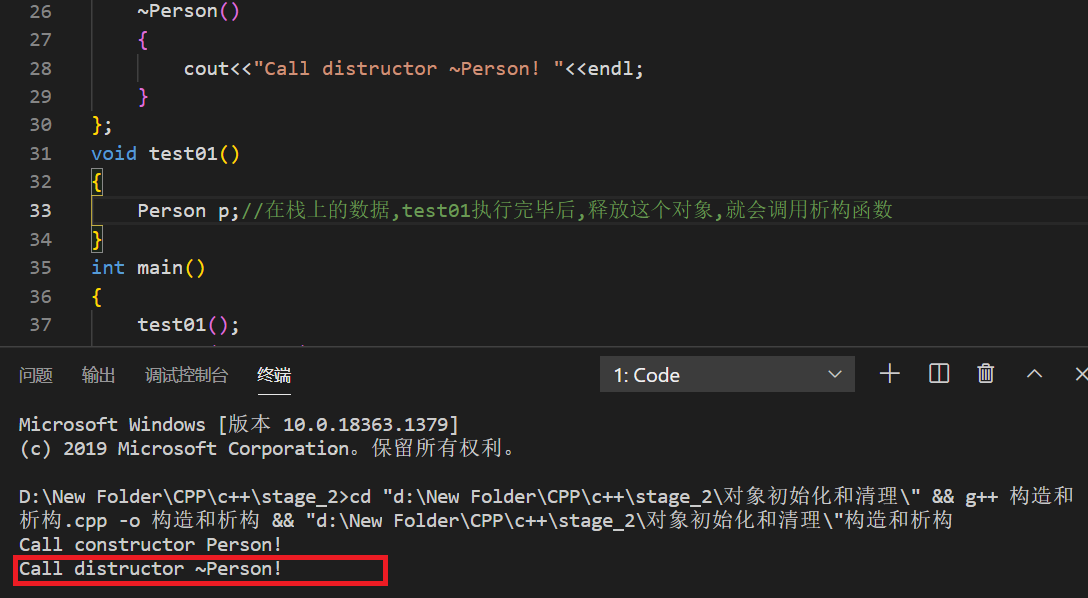 26 ~Person()
27 {
28 cout<<"Call distructor ~Person! "<<endl;
29 }
30 };
31 void test01()
32 {
33 Person p;//在栈上的数据,test01执行完毕后,释放这个对象,就会调用析构函数
34 }
35 int main()
36 {
37 test01();
问题 输出 调试控制台 终端 1: Code
Microsoft Windows [版本 10.0.18363.1379]
(c) 2019 Microsoft Corporation。保留所有权利。
D:\New Folder\CPP\c++\stage_2>cd "d:\New Folder\CPP\c++\stage_2\对象初始化和清理\" && g++ 构造和
析构.cpp -o 构造和析构 && "d:\New Folder\CPP\c++\stage_2\对象初始化和清理\"构造和析构
Call constructor Person!
Call distructor ~Person!